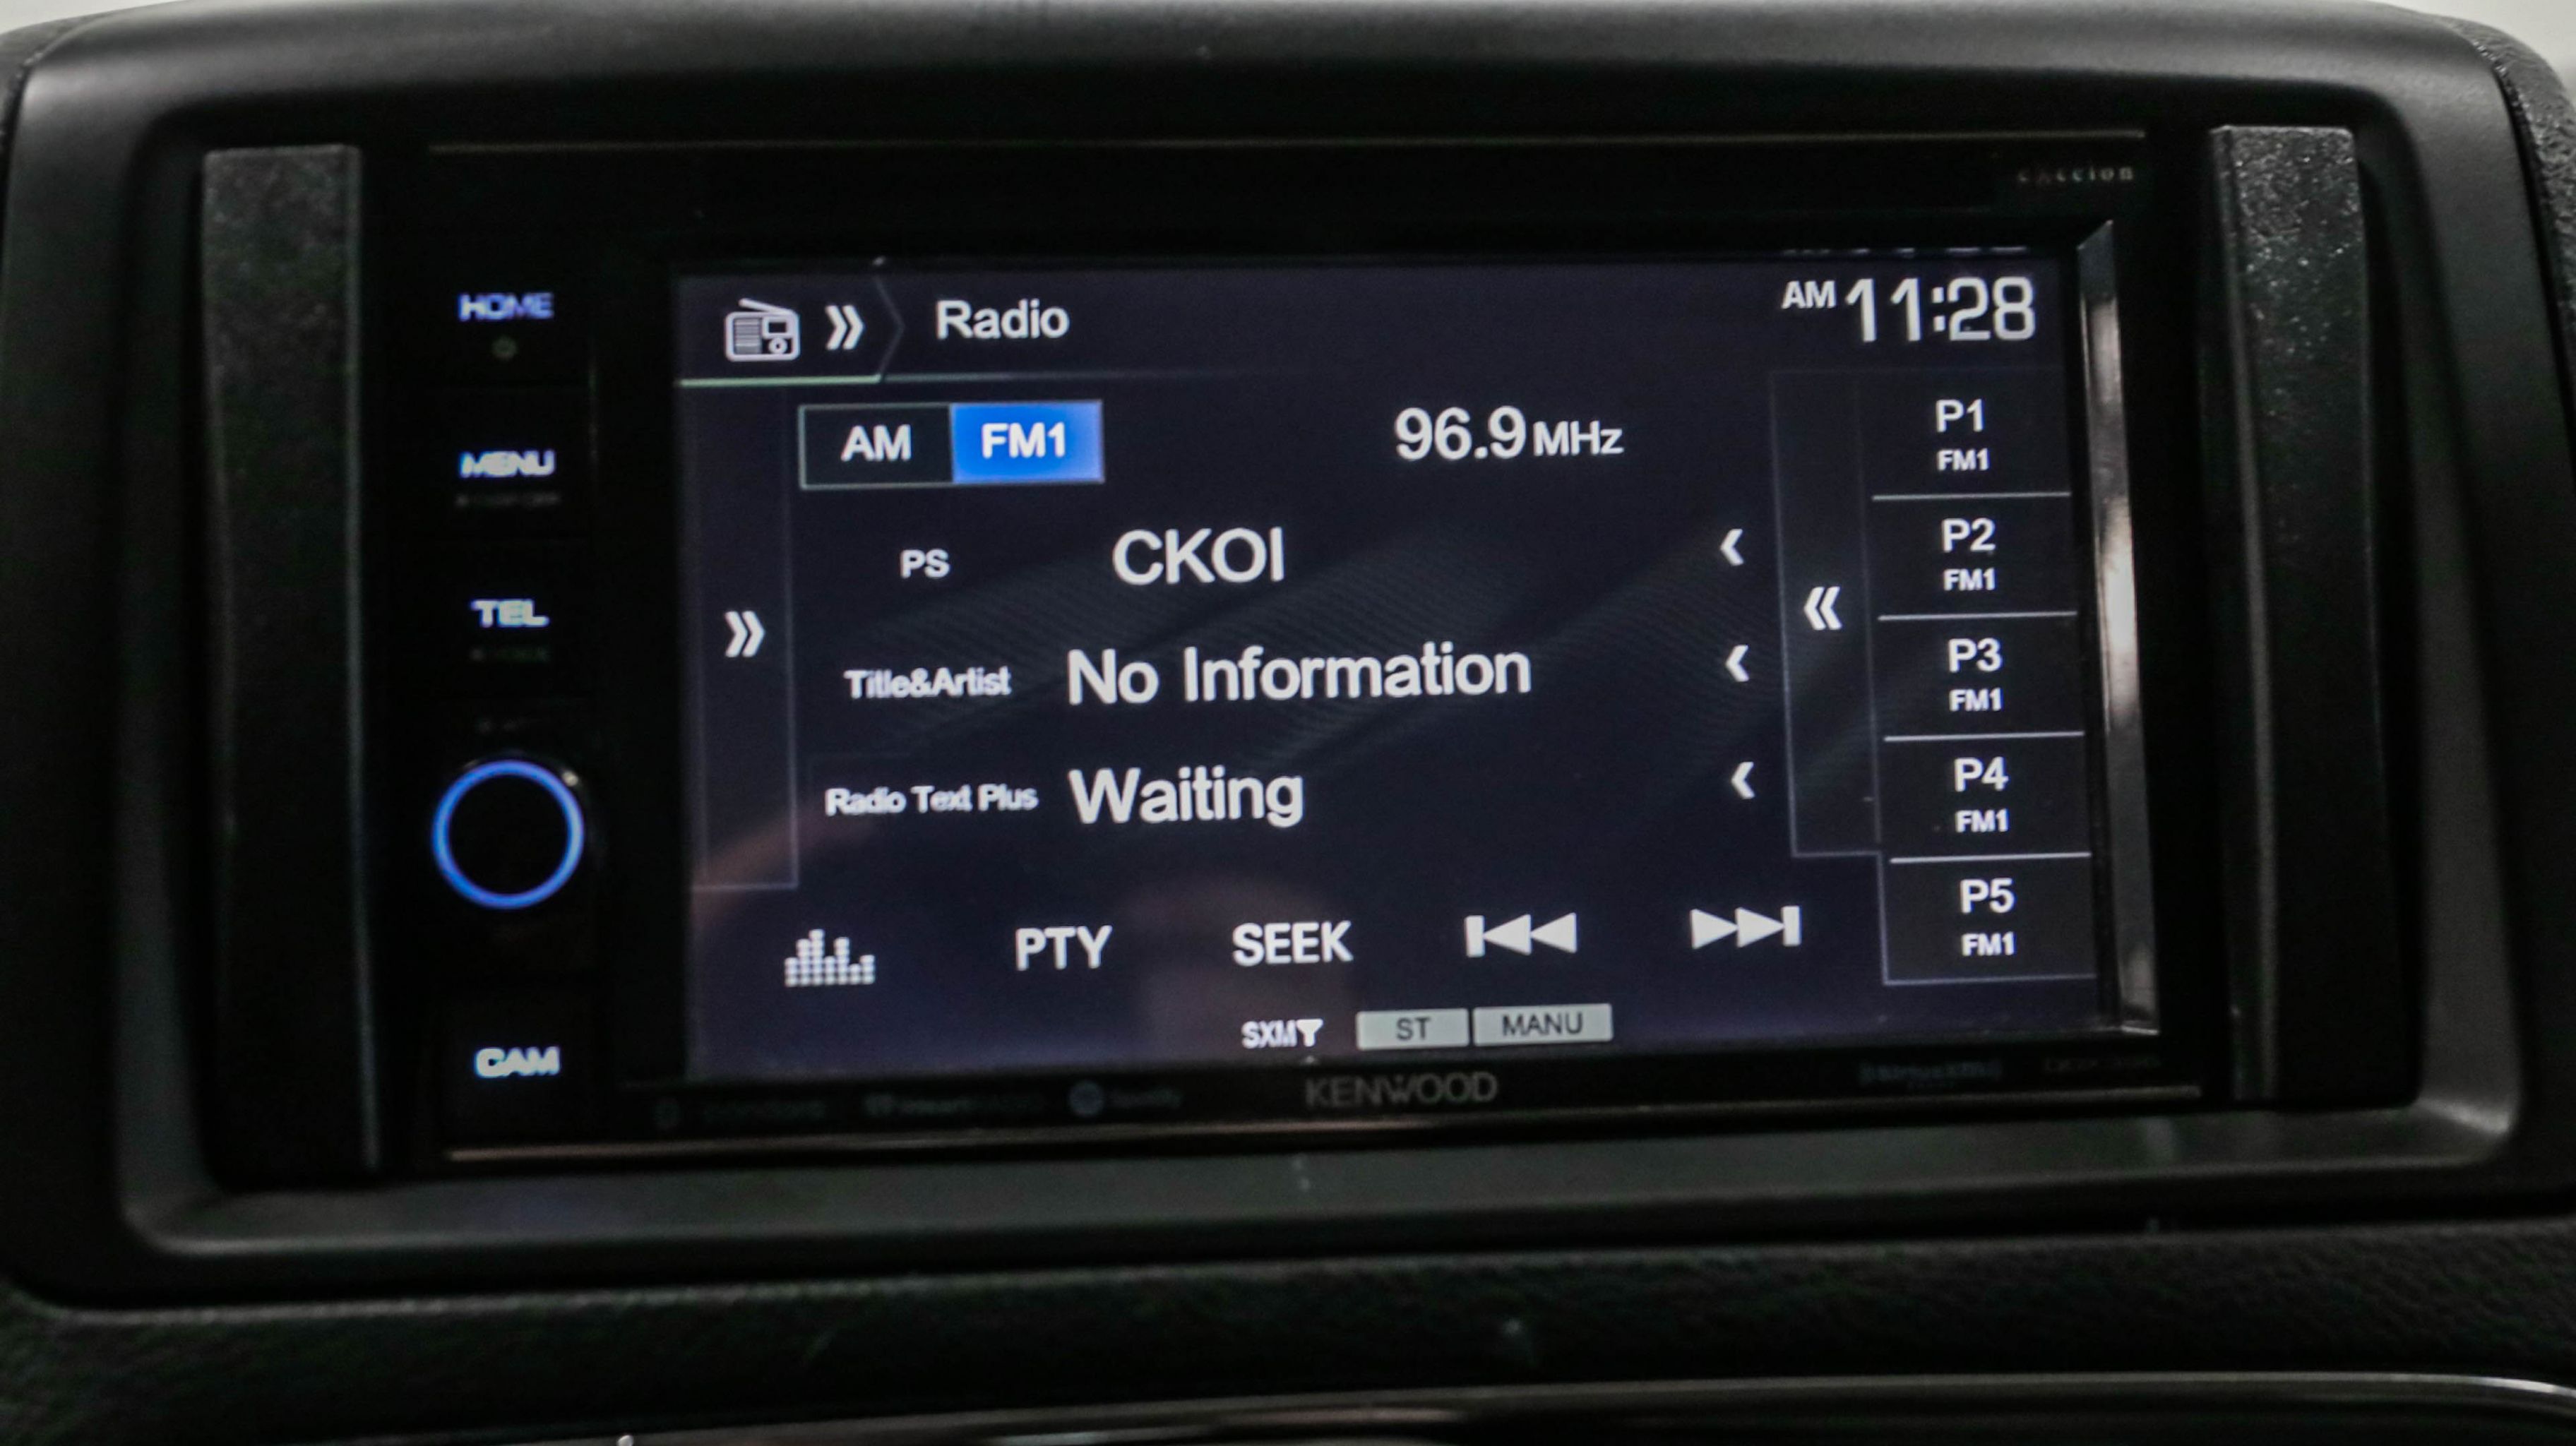 eXcelon
HOME
MENU
TEL
CAM
Radio
AM 11:28
AM FM1 96.9 MHz
PS CKOI
Title&Artist No Information
Radio Text Plus Waiting
PTY SEEK
SXM ST MANU
P1
FM1
P2
FM1
P3
FM1
P4
FM1
P5
FM1
KENWOOD